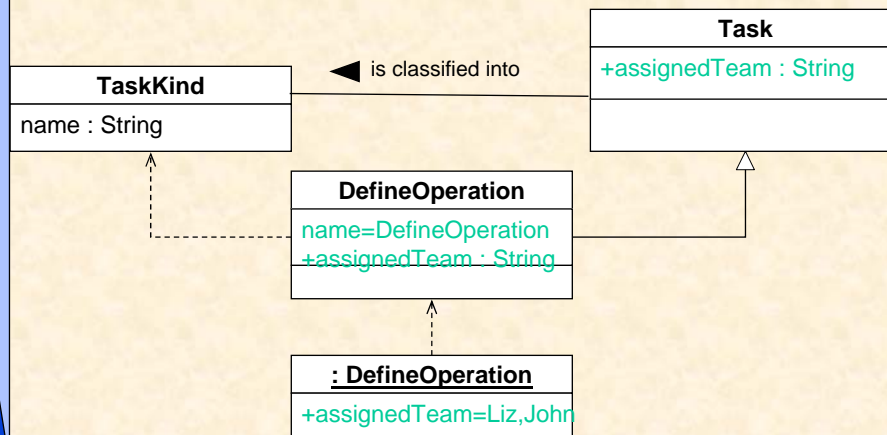 Task
+assignedTeam : String
is classified into
TaskKind
name : String
DefineOperation
name=DefineOperation
+assignedTeam : String
: DefineOperation
+assignedTeam=Liz,John